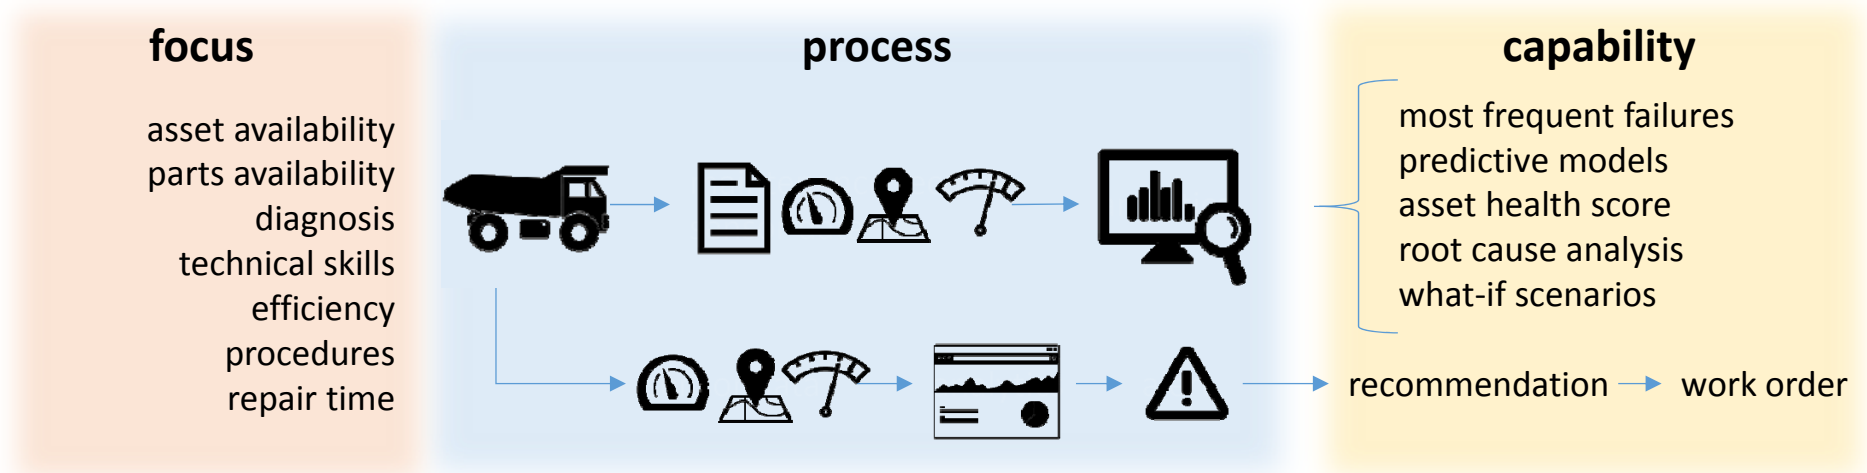 focus
asset availability
parts availability
diagnosis
technical skills
efficiency
procedures
repair time
process
capability
most frequent failures
predictive models
asset health score
root cause analysis
what-if scenarios
recommendation
work order